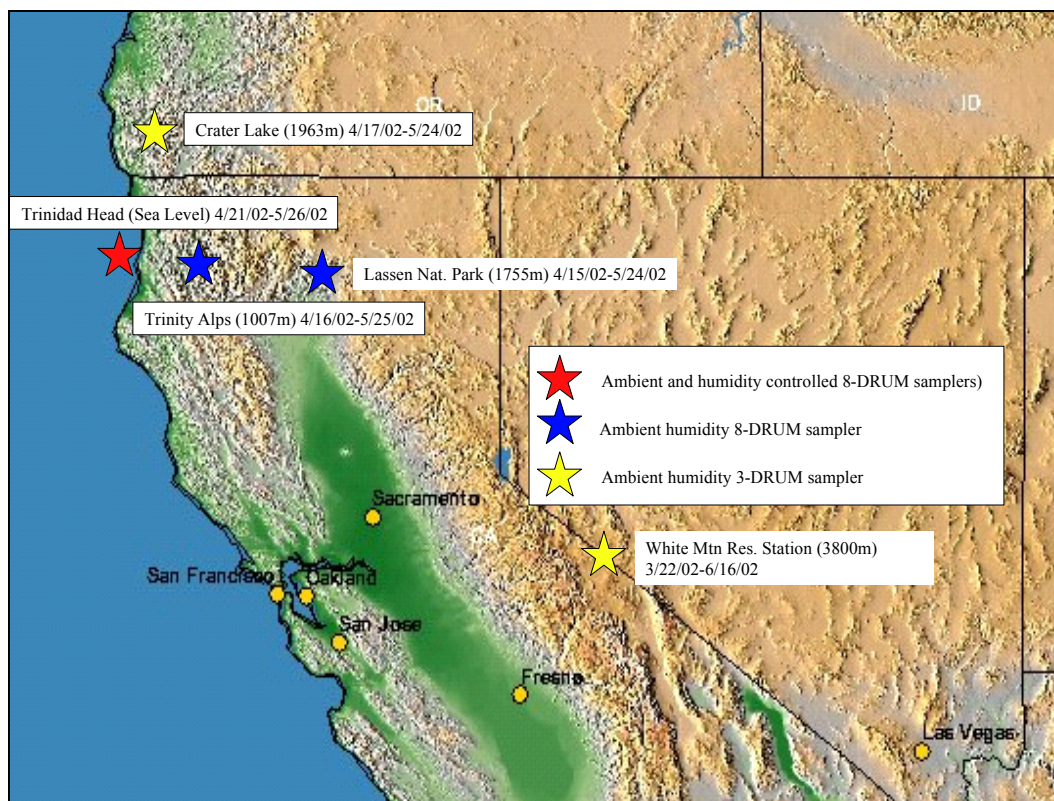 OR
ID
Crater Lake (1963m) 4/17/02-5/24/02
Trinidad Head (Sea Level) 4/21/02-5/26/02
Lassen Nat. Park (1755m) 4/15/02-5/24/02
Trinity Alps (1007m) 4/16/02-5/25/02
Ambient and humidity controlled 8-DRUM samplers)
Ambient humidity 8-DRUM sampler
Ambient humidity 3-DRUM sampler
Sacramento
CA
White Mtn Res. Station (3800m)
3/22/02-6/16/02
San Francisco
Oakland
San Jose
Fresno
Las Vegas